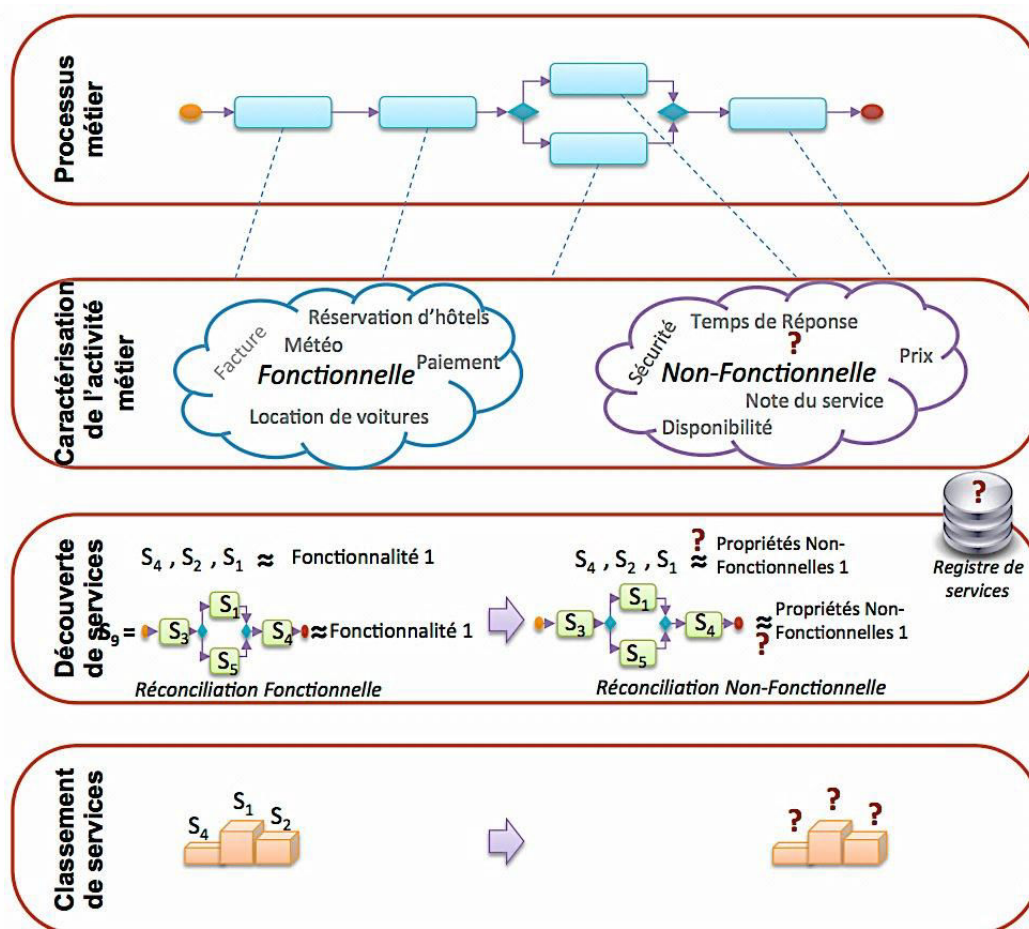 Processus
métier
Caractérisation
de l'activité
métier
Facture
Réservation d'hôtels
Météo
Paiement
Fonctionnelle
Location de voitures
Sécurité
Temps de Réponse
?
Prix
Non-Fonctionnelle
Note du service
Disponibilité
?
Registre de
services
Découverte
de services
S4 , S2 , S1 ≈ Fonctionnalité 1
S9 =
S3
S1
S5
S4
≈ Fonctionnalité 1
Réconciliation Fonctionnelle
S4 , S2 , S1
?
≈
Propriétés Non-
Fonctionnelles 1
S3
S1
S5
S4
≈
?
Propriétés Non-
Fonctionnelles 1
Réconciliation Non-Fonctionnelle
Classement
de services
S4
S1
S2
?
?
?